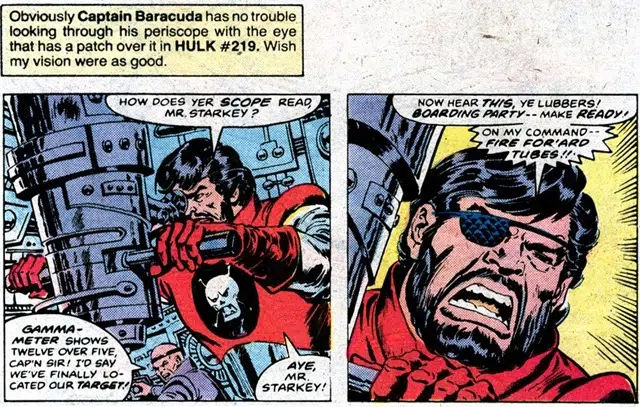 Obviously Captain Baracuda has no trouble
looking through his periscope with the eye
that has a patch over it in HULK #219. Wish
my vision were as good.
HOW DOES YER SCOPE READ,
MR. STARKEY?
GAMMA-
METER SHOWS
TWELVE OVER FIVE,
CAP'N SIR! I'D SAY
WE'VE FINALLY LO-
CATED OUR TARGET!
AYE,
MR.
STARKEY!
NOW HEAR THIS, YE LUBBERS!
BOARDING PARTY-- MAKE READY!
ON MY COMMAND--
FIRE FOR'ARD
TUBES!!